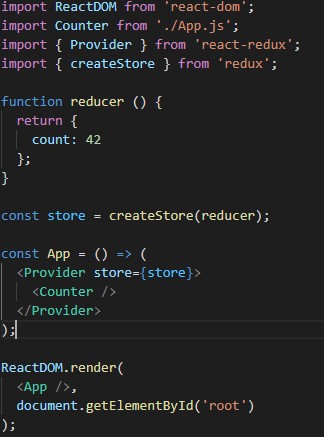 import ReactDOM from 'react-dom';
import Counter from './App.js';
import { Provider } from 'react-redux';
import { createStore } from 'redux';

function reducer () {
  return {
    count: 42
  };
}

const store = createStore(reducer);

const App = () => (
  <Provider store={store}>
    <Counter />
  </Provider>
);

ReactDOM.render(
  <App />,
  document.getElementById('root')
);